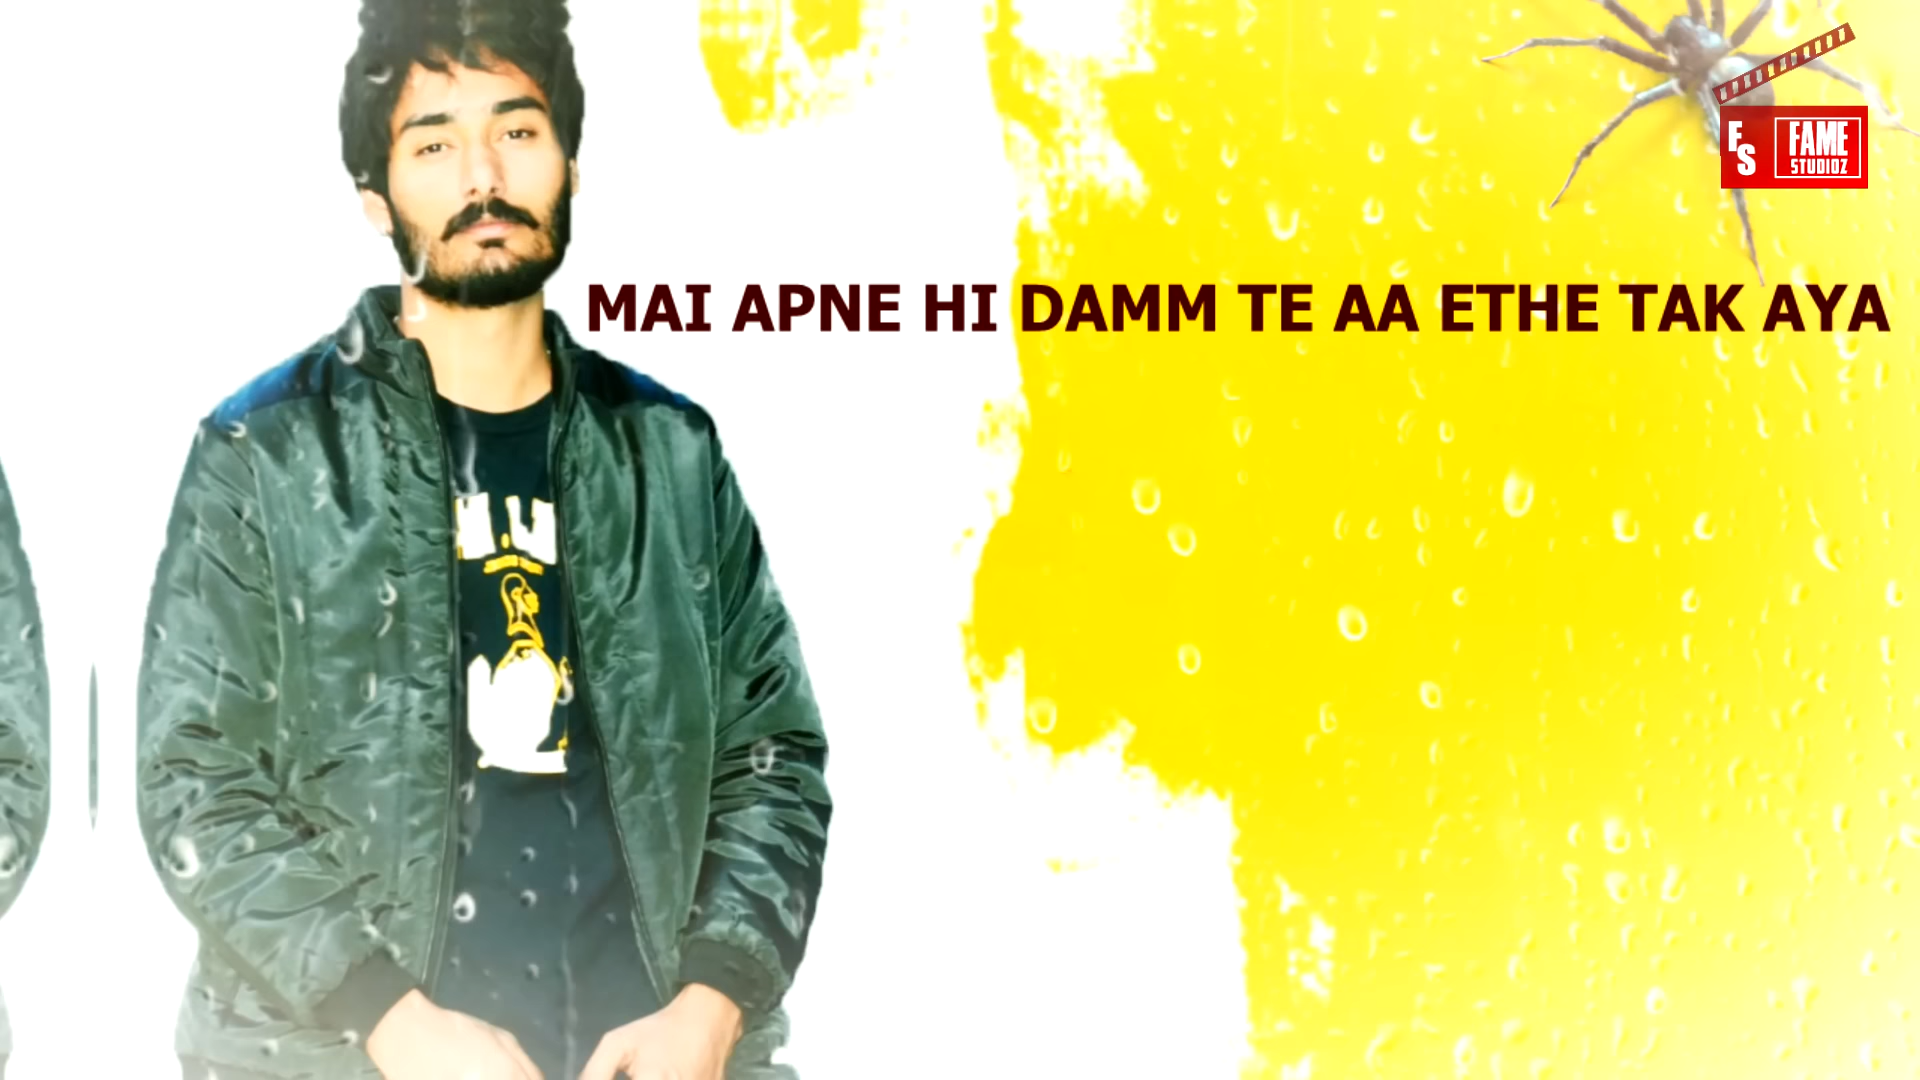 FS
FAME
STUDIOZ
MAI APNE HI DAMM TE AA ETHE TAK AYA